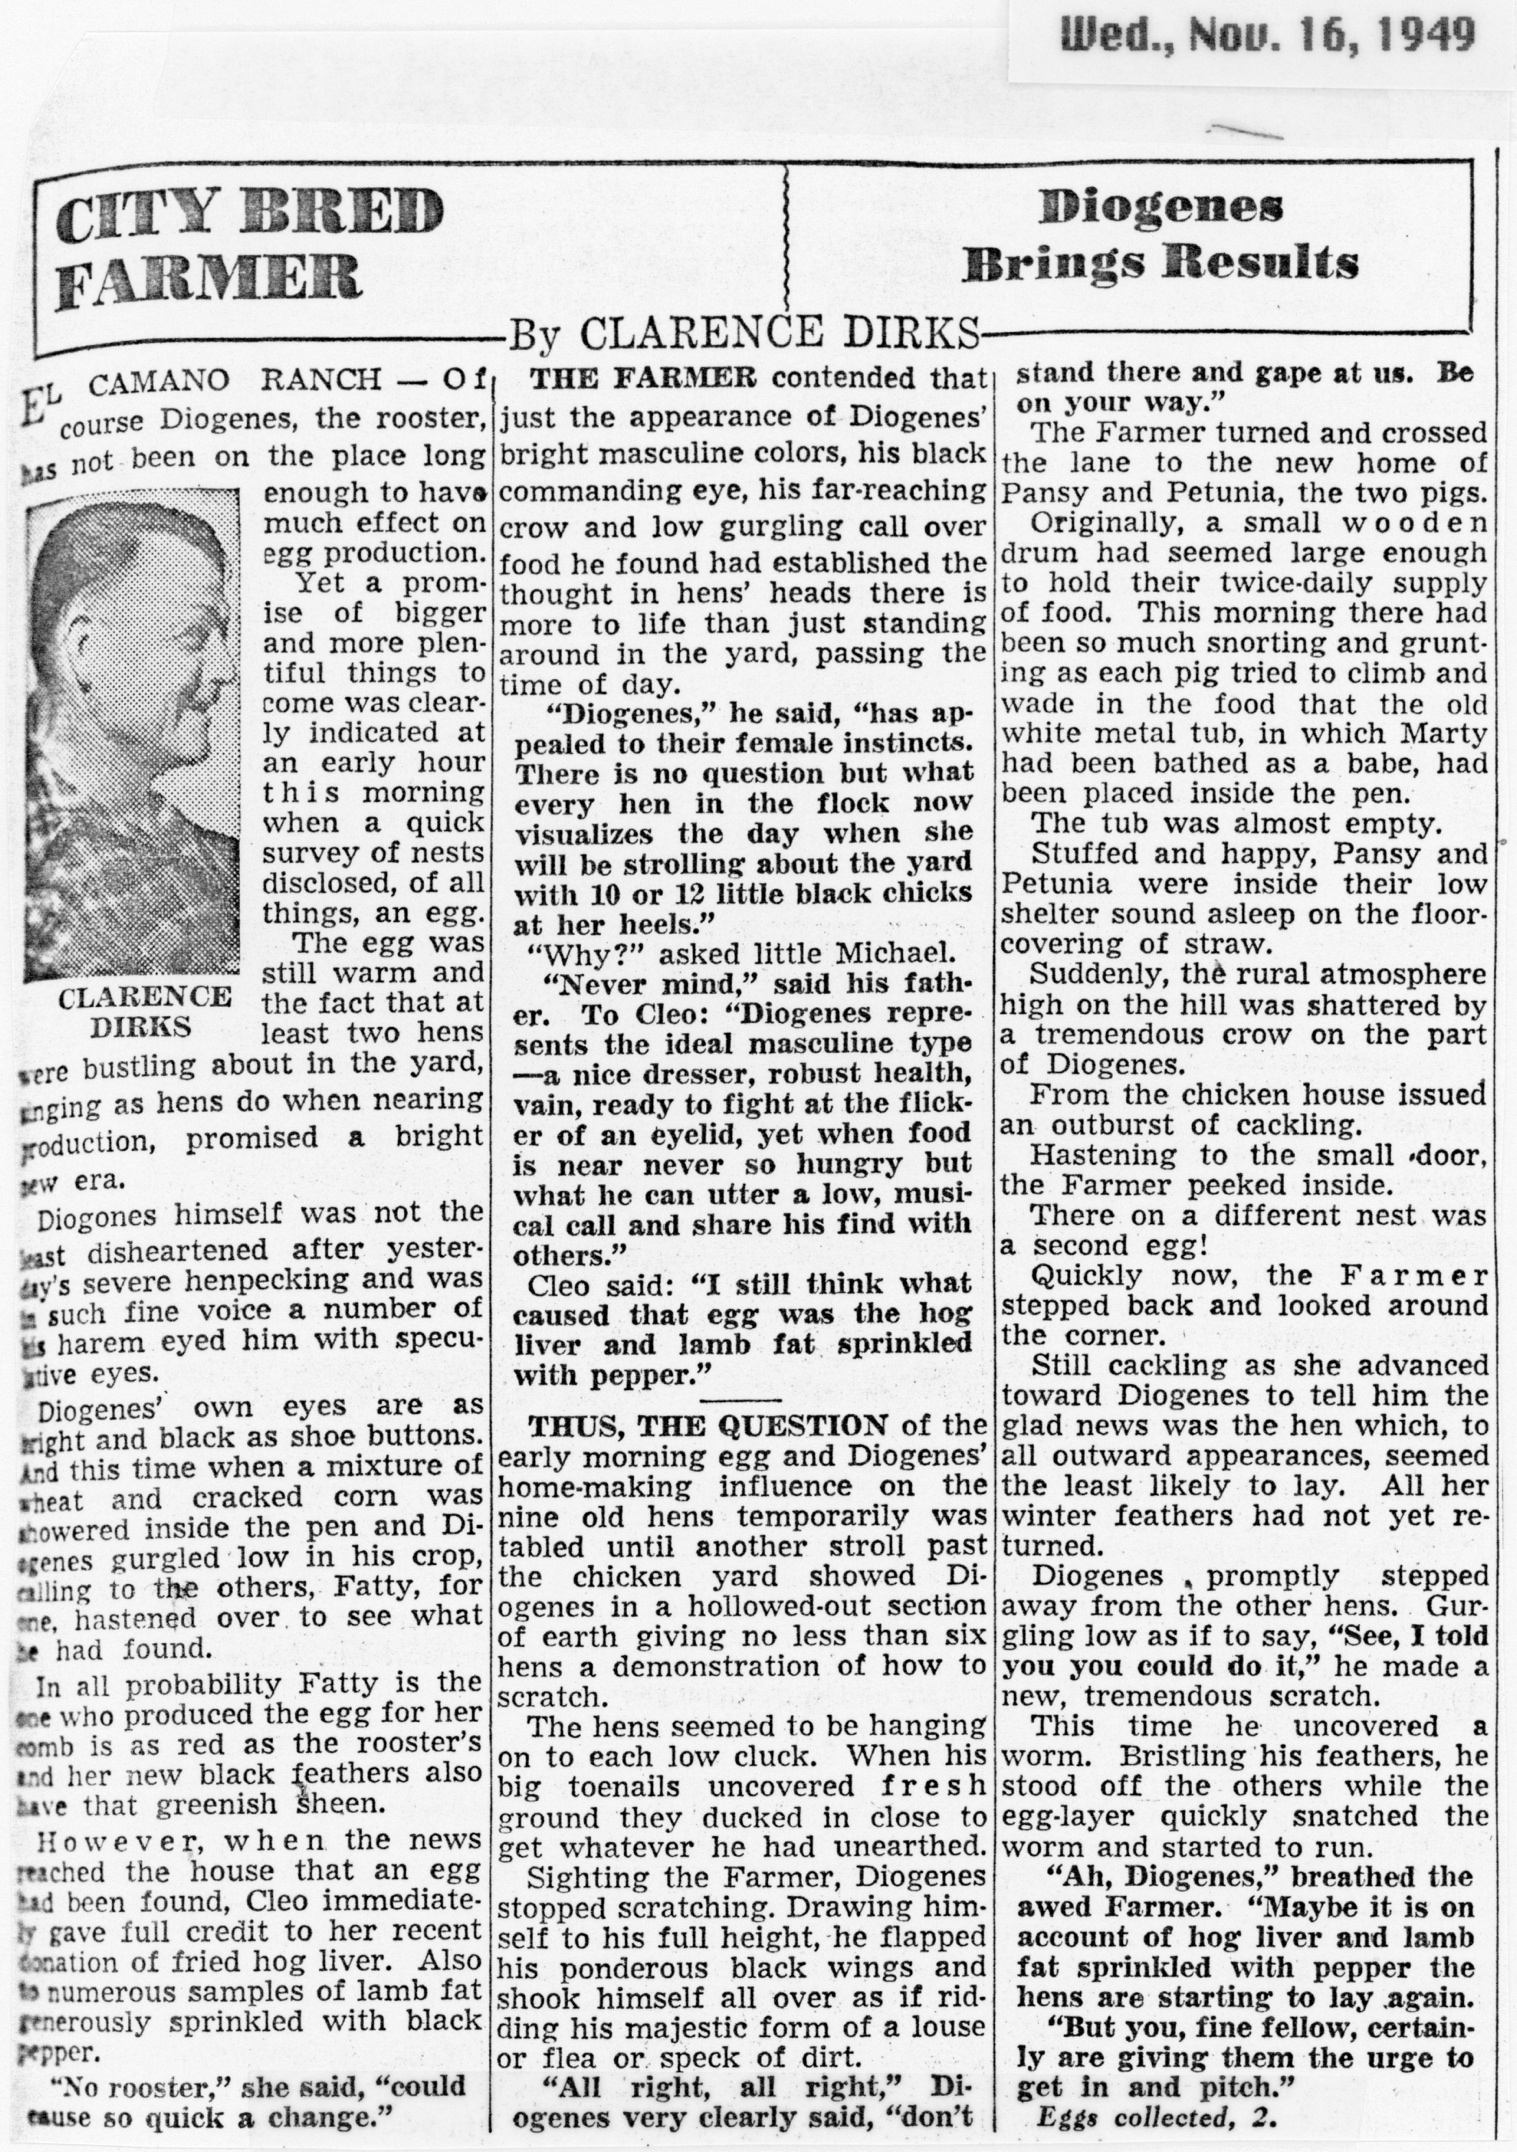 Wed., Nov. 16, 1949
CITY BRED
FARMER
Diogenes
Brings Results
By CLARENCE DIRKS
EL CAMANO RANCH — Of
course Diogenes, the rooster,
has not been on the place long
enough to have
much effect on
egg production.
Yet a prom-
ise of bigger
and more plen-
tiful things to
come was clear-
ly indicated at
an early hour
this morning
when a quick
survey of nests
disclosed, of all
things, an egg.
The egg was
still warm and
the fact that at
least two hens
CLARENCE
DIRKS
were bustling about in the yard,
singing as hens do when nearing
production, promised a bright
new era.
Diogones himself was not the
least disheartened after yester-
day's severe henpecking and was
in such fine voice a number of
his harem eyed him with specu-
lative eyes.
Diogenes' own eyes are as
bright and black as shoe buttons.
And this time when a mixture of
wheat and cracked corn was
showered inside the pen and Di-
ogenes gurgled low in his crop,
calling to the others, Fatty, for
one, hastened over to see what
he had found.
In all probability Fatty is the
one who produced the egg for her
comb is as red as the rooster's
and her new black feathers also
have that greenish sheen.
However, when the news
reached the house that an egg
had been found, Cleo immediate-
ly gave full credit to her recent
donation of fried hog liver. Also
to numerous samples of lamb fat
generously sprinkled with black
pepper.
"No rooster," she said, "could
cause so quick a change."
THE FARMER contended that
just the appearance of Diogenes'
bright masculine colors, his black
commanding eye, his far-reaching
crow and low gurgling call over
food he found had established the
thought in hens' heads there is
more to life than just standing
around in the yard, passing the
time of day.
"Diogenes," he said, "has ap-
pealed to their female instincts.
There is no question but what
every hen in the flock now
visualizes the day when she
will be strolling about the yard
with 10 or 12 little black chicks
at her heels."
"Why?" asked little Michael.
"Never mind," said his fath-
er. To Cleo: "Diogenes repre-
sents the ideal masculine type
—a nice dresser, robust health,
vain, ready to fight at the flick-
er of an eyelid, yet when food
is near never so hungry but
what he can utter a low, musi-
cal call and share his find with
others."
Cleo said: "I still think what
caused that egg was the hog
liver and lamb fat sprinkled
with pepper."
THUS, THE QUESTION of the
early morning egg and Diogenes'
home-making influence on the
nine old hens temporarily was
tabled until another stroll past
the chicken yard showed Di-
ogenes in a hollowed-out section
of earth giving no less than six
hens a demonstration of how to
scratch.
The hens seemed to be hanging
on to each low cluck. When his
big toenails uncovered fresh
ground they ducked in close to
get whatever he had unearthed.
Sighting the Farmer, Diogenes
stopped scratching. Drawing him-
self to his full height, he flapped
his ponderous black wings and
shook himself all over as if rid-
ding his majestic form of a louse
or flea or speck of dirt.
"All right, all right," Di-
ogenes very clearly said, "don't
stand there and gape at us. Be
on your way."
The Farmer turned and crossed
the lane to the new home of
Pansy and Petunia, the two pigs.
Originally, a small wooden
drum had seemed large enough
to hold their twice-daily supply
of food. This morning there had
been so much snorting and grunt-
ing as each pig tried to climb and
wade in the food that the old
white metal tub, in which Marty
had been bathed as a babe, had
been placed inside the pen.
The tub was almost empty.
Stuffed and happy, Pansy and
Petunia were inside their low
shelter sound asleep on the floor-
covering of straw.
Suddenly, the rural atmosphere
high on the hill was shattered by
a tremendous crow on the part
of Diogenes.
From the chicken house issued
an outburst of cackling.
Hastening to the small door,
the Farmer peeked inside.
There on a different nest was
a second egg!
Quickly now, the Farmer
stepped back and looked around
the corner.
Still cackling as she advanced
toward Diogenes to tell him the
glad news was the hen which, to
all outward appearances, seemed
the least likely to lay. All her
winter feathers had not yet re-
turned.
Diogenes promptly stepped
away from the other hens. Gur-
gling low as if to say, "See, I told
you you could do it," he made a
new, tremendous scratch.
This time he uncovered a
worm. Bristling his feathers, he
stood off the others while the
egg-layer quickly snatched the
worm and started to run.
"Ah, Diogenes," breathed the
awed Farmer. "Maybe it is on
account of hog liver and lamb
fat sprinkled with pepper the
hens are starting to lay again.
"But you, fine fellow, certain-
ly are giving them the urge to
get in and pitch."
Eggs collected, 2.